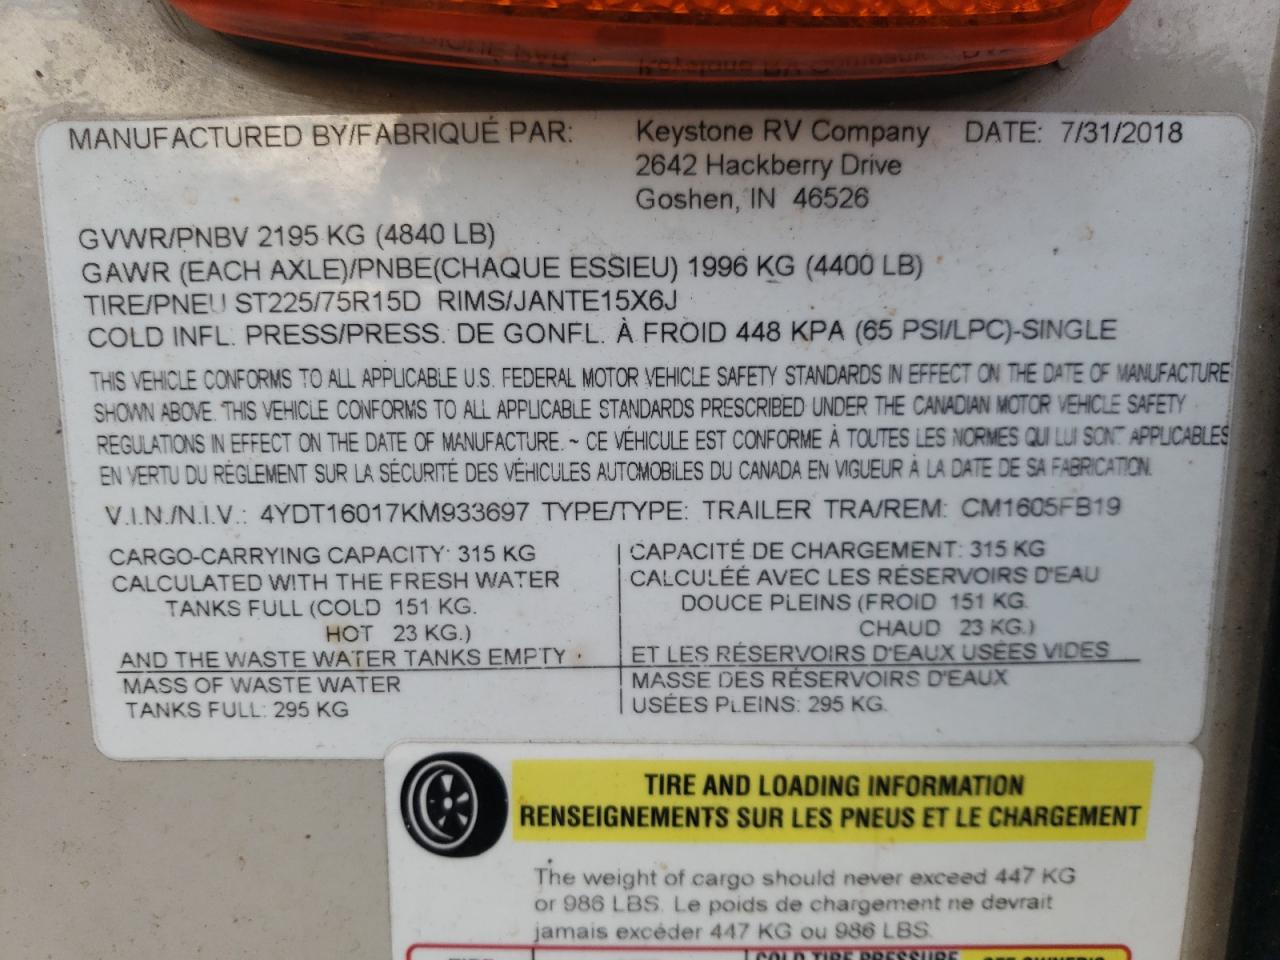 MANUFACTURED BY/FABRIQUÉ PAR: Keystone RV Company DATE: 7/31/2018
2642 Hackberry Drive
Goshen, IN 46526
GVWR/PNBV 2195 KG (4840 LB)
GAWR (EACH AXLE)/PNBE(CHAQUE ESSIEU) 1996 KG (4400 LB)
TIRE/PNEU ST225/75R15D RIMS/JANTE15X6J
COLD INFL. PRESS/PRESS. DE GONFL. À FROID 448 KPA (65 PSI/LPC)-SINGLE
THIS VEHICLE CONFORMS TO ALL APPLICABLE U.S. FEDERAL MOTOR VEHICLE SAFETY STANDARDS IN EFFECT ON THE DATE OF MANUFACTURE
SHOWN ABOVE. THIS VEHICLE CONFORMS TO ALL APPLICABLE STANDARDS PRESCRIBED UNDER THE CANADIAN MOTOR VEHICLE SAFETY
REGULATIONS IN EFFECT ON THE DATE OF MANUFACTURE. ~ CE VÉHICULE EST CONFORME À TOUTES LES NORMES QUI LUI SONT APPLICABLES
EN VERTU DU RÈGLEMENT SUR LA SÉCURITÉ DES VÉHICULES AUTOMOBILES DU CANADA EN VIGUEUR À LA DATE DE SA FABRICATION.
V.I.N./N.I.V.: 4YDT16017KM933697 TYPE/TYPE: TRAILER TRA/REM: CM1605FB19
CARGO-CARRYING CAPACITY: 315 KG
CALCULATED WITH THE FRESH WATER
TANKS FULL (COLD 151 KG.
HOT 23 KG.)
AND THE WASTE WATER TANKS EMPTY
MASS OF WASTE WATER
TANKS FULL: 295 KG
CAPACITÉ DE CHARGEMENT: 315 KG
CALCULÉE AVEC LES RÉSERVOIRS D'EAU
DOUCE PLEINS (FROID 151 KG.
CHAUD 23 KG.)
ET LES RÉSERVOIRS D'EAUX USÉES VIDES
MASSE DES RÉSERVOIRS D'EAUX
USÉES PLEINS: 295 KG.
TIRE AND LOADING INFORMATION
RENSEIGNEMENTS SUR LES PNEUS ET LE CHARGEMENT
The weight of cargo should never exceed 447 KG
or 986 LBS. Le poids de chargement ne devrait
jamais excéder 447 KG ou 986 LBS.
COLD TIRE PRESSURE SEE OWNER'S